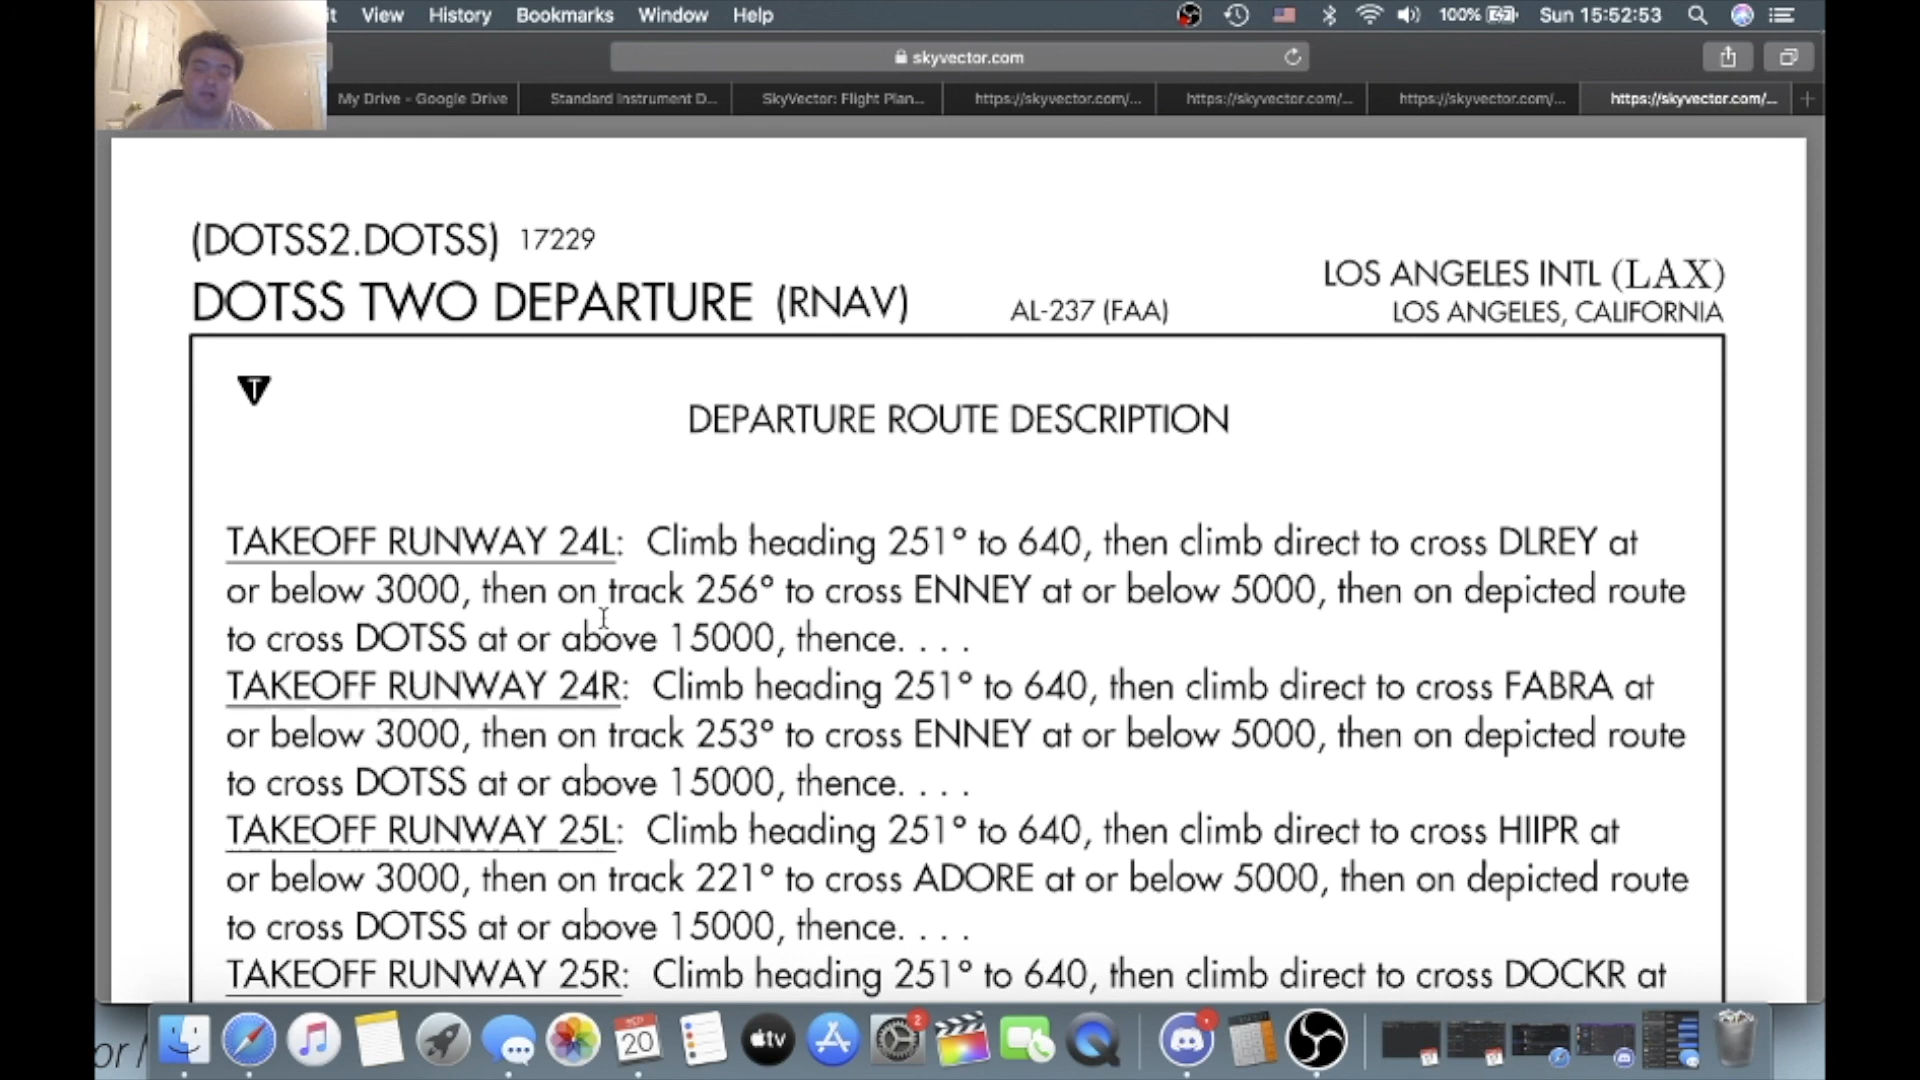 View History Bookmarks Window Help 100% Sun 15:52:53
skyvector.com
My Drive - Google Drive Standard Instrument D... SkyVector: Flight Plan... https://skyvector.com/... https://skyvector.com/... https://skyvector.com/... https://skyvector.com/...
(DOTSS2.DOTSS) 17229
DOTSS TWO DEPARTURE (RNAV) AL-237 (FAA)
LOS ANGELES INTL (LAX)
LOS ANGELES, CALIFORNIA
T
DEPARTURE ROUTE DESCRIPTION
TAKEOFF RUNWAY 24L: Climb heading 251° to 640, then climb direct to cross DLREY at
or below 3000, then on track 256° to cross ENNEY at or below 5000, then on depicted route
to cross DOTSS at or above 15000, thence. . . .
TAKEOFF RUNWAY 24R: Climb heading 251° to 640, then climb direct to cross FABRA at
or below 3000, then on track 253° to cross ENNEY at or below 5000, then on depicted route
to cross DOTSS at or above 15000, thence. . . .
TAKEOFF RUNWAY 25L: Climb heading 251° to 640, then climb direct to cross HIIPR at
or below 3000, then on track 221° to cross ADORE at or below 5000, then on depicted route
to cross DOTSS at or above 15000, thence. . . .
TAKEOFF RUNWAY 25R: Climb heading 251° to 640, then climb direct to cross DOCKR at
or
20 tv 2